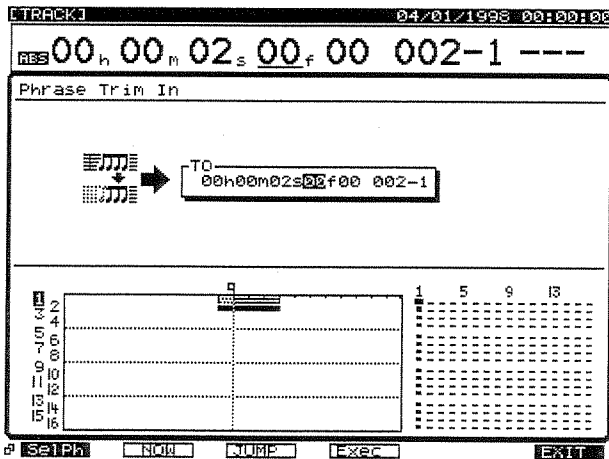 [TRACK] 04/01/1998 00:00:00
ABS 00h 00m 02s 00f 00 002-1 ---
Phrase Trim In
TO
00h00m02s00f00 002-1
1 5 9 13
1
2
3
4
5
6
7
8
9
10
11
12
13
14
15
16
SelPh NOW JUMP Exec EXIT